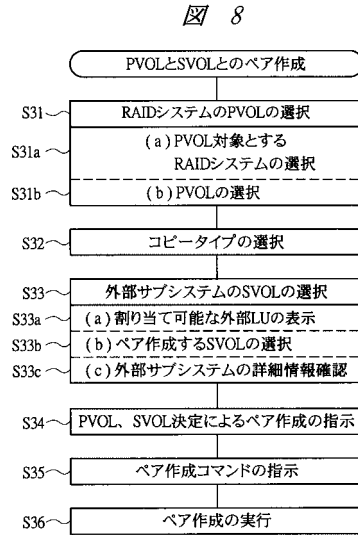 図 8
PVOLとSVOLとのペア作成
S31 RAIDシステムのPVOLの選択
S31a (a)PVOL対象とする
RAIDシステムの選択
S31b (b)PVOLの選択
S32 コピータイプの選択
S33 外部サブシステムのSVOLの選択
S33a (a)割り当て可能な外部LUの表示
S33b (b)ペア作成するSVOLの選択
S33c (c)外部サブシステムの詳細情報確認
S34 PVOL、SVOL決定によるペア作成の指示
S35 ペア作成コマンドの指示
S36 ペア作成の実行